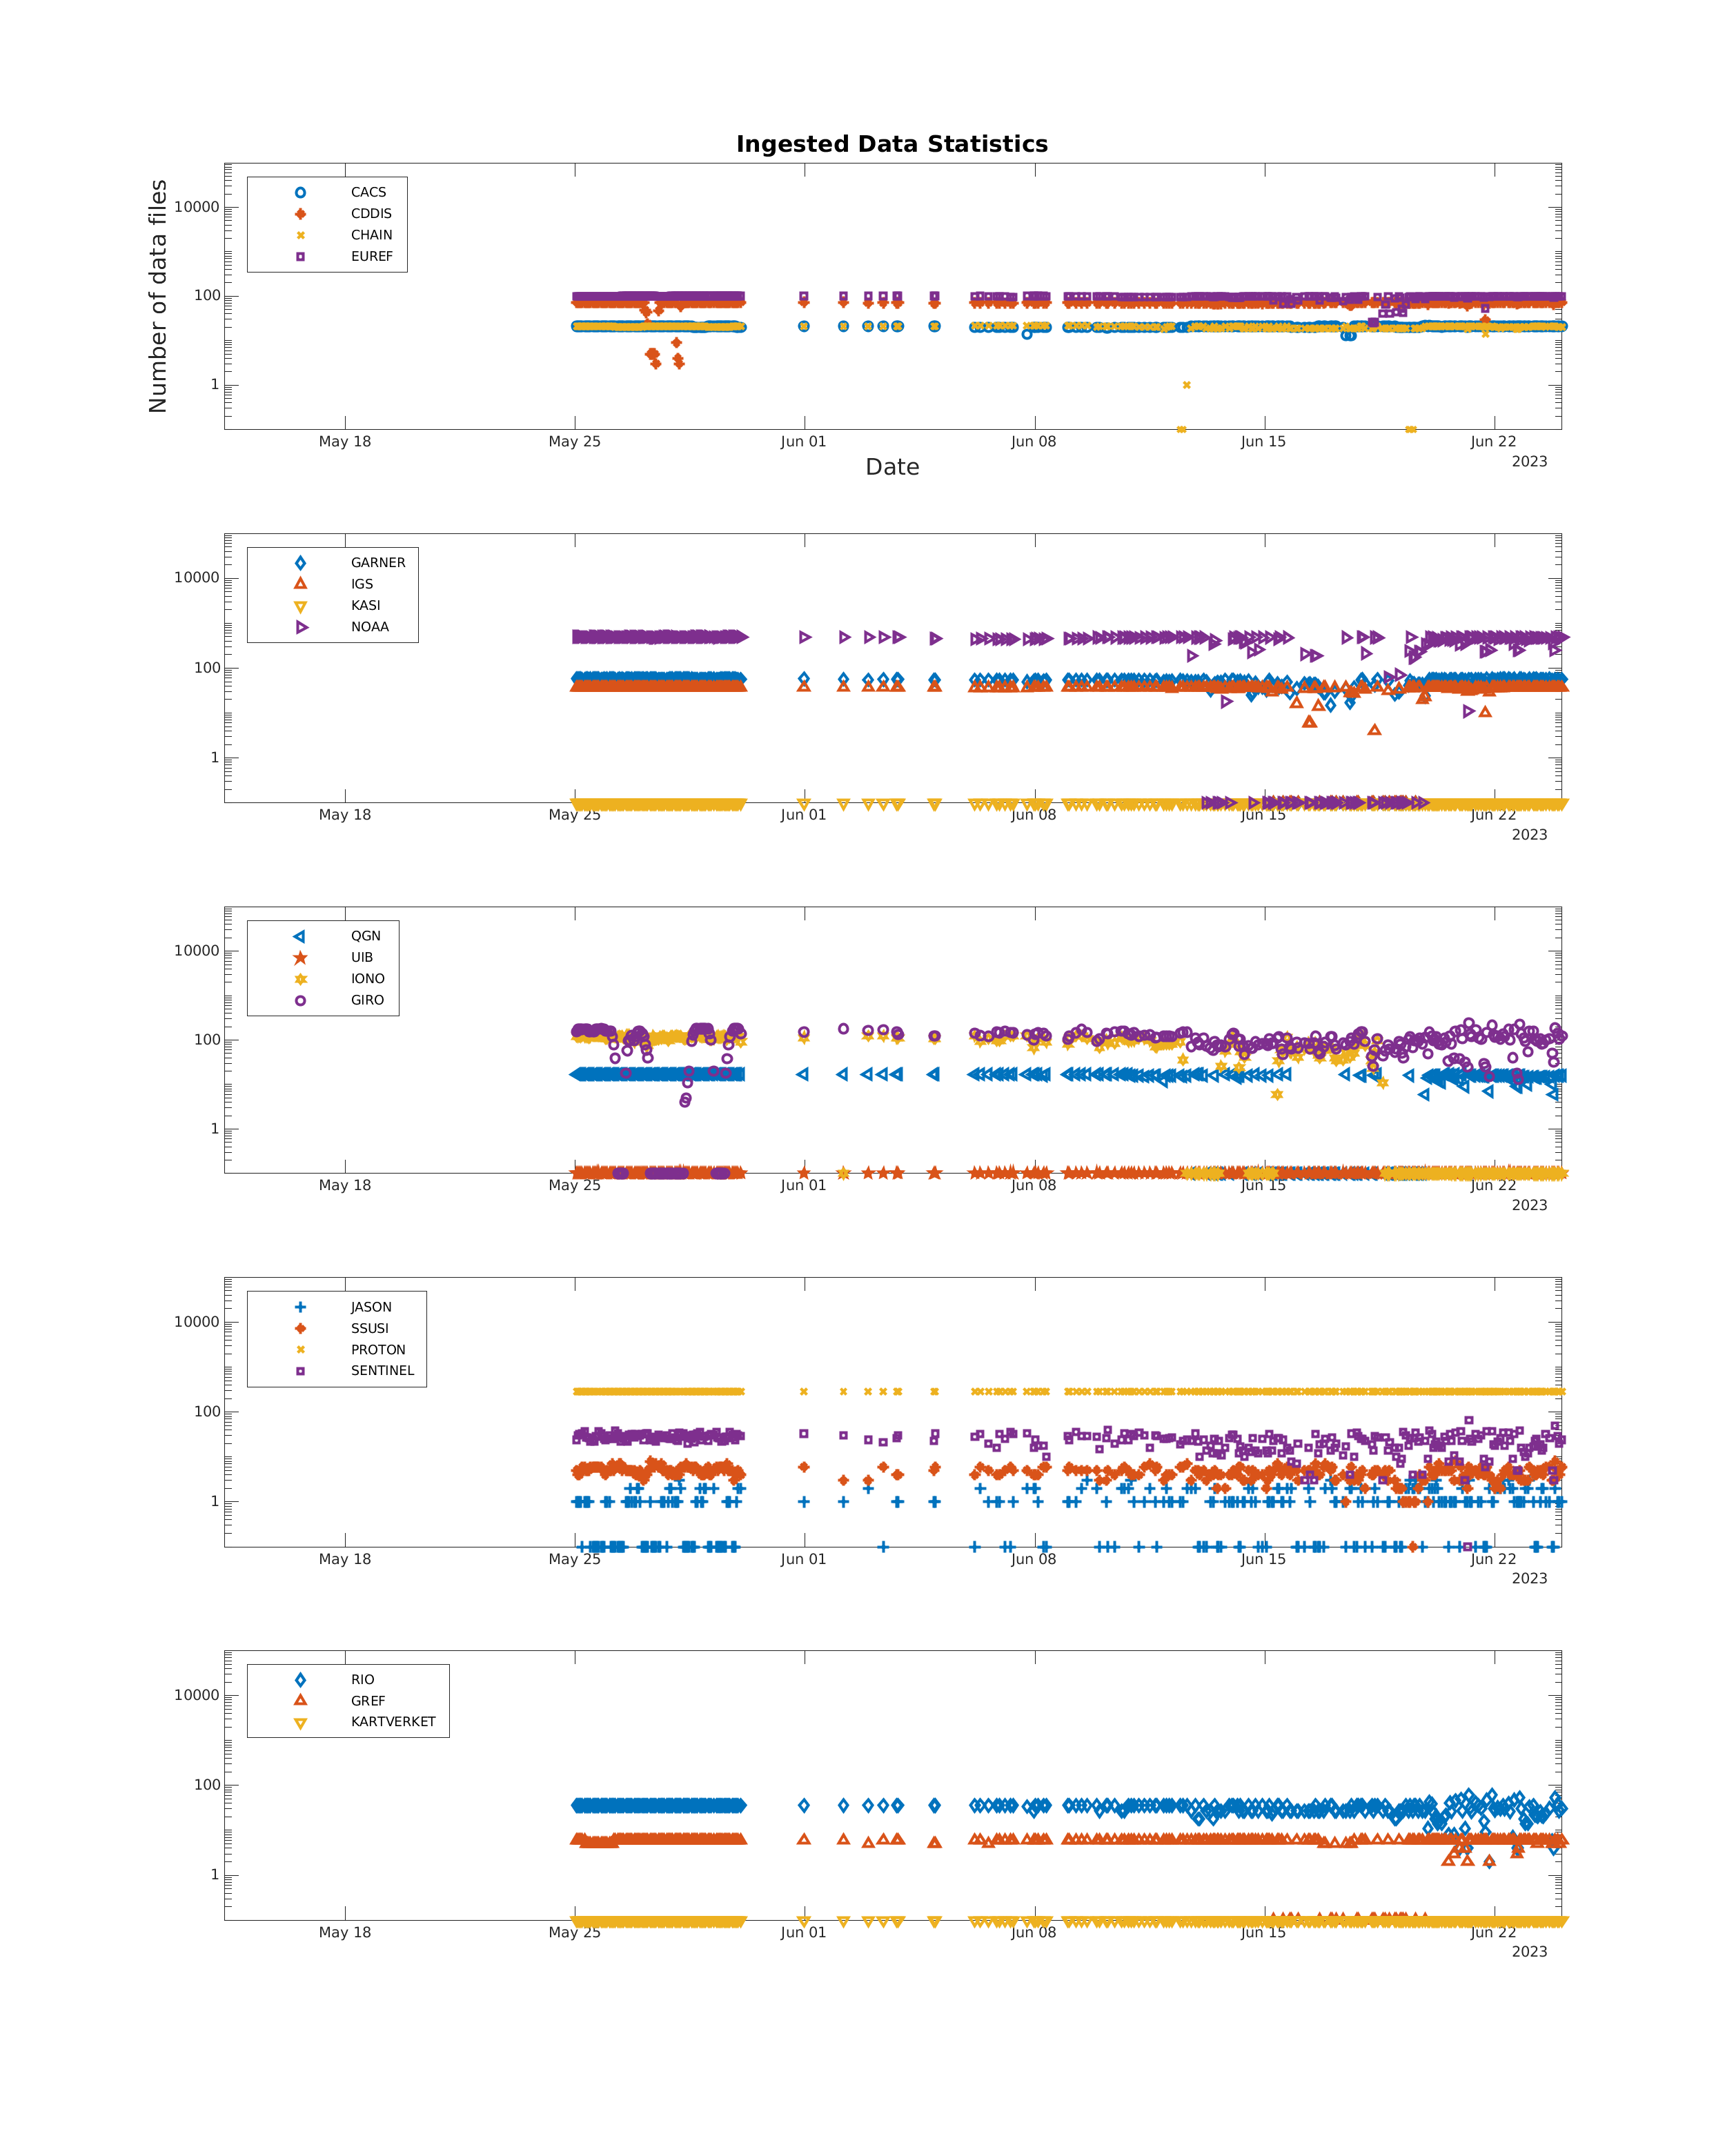 Ingested Data Statistics
Number of data files
10000
100
1
CACS
CDDIS
CHAIN
EUREF
May 18 May 25 Jun 01 Jun 08 Jun 15 Jun 22
2023
Date
10000
100
1
GARNER
IGS
KASI
NOAA
May 18 May 25 Jun 01 Jun 08 Jun 15 Jun 22
2023
10000
100
1
QGN
UIB
IONO
GIRO
May 18 May 25 Jun 01 Jun 08 Jun 15 Jun 22
2023
10000
100
1
JASON
SSUSI
PROTON
SENTINEL
May 18 May 25 Jun 01 Jun 08 Jun 15 Jun 22
2023
10000
100
1
RIO
GREF
KARTVERKET
May 18 May 25 Jun 01 Jun 08 Jun 15 Jun 22
2023